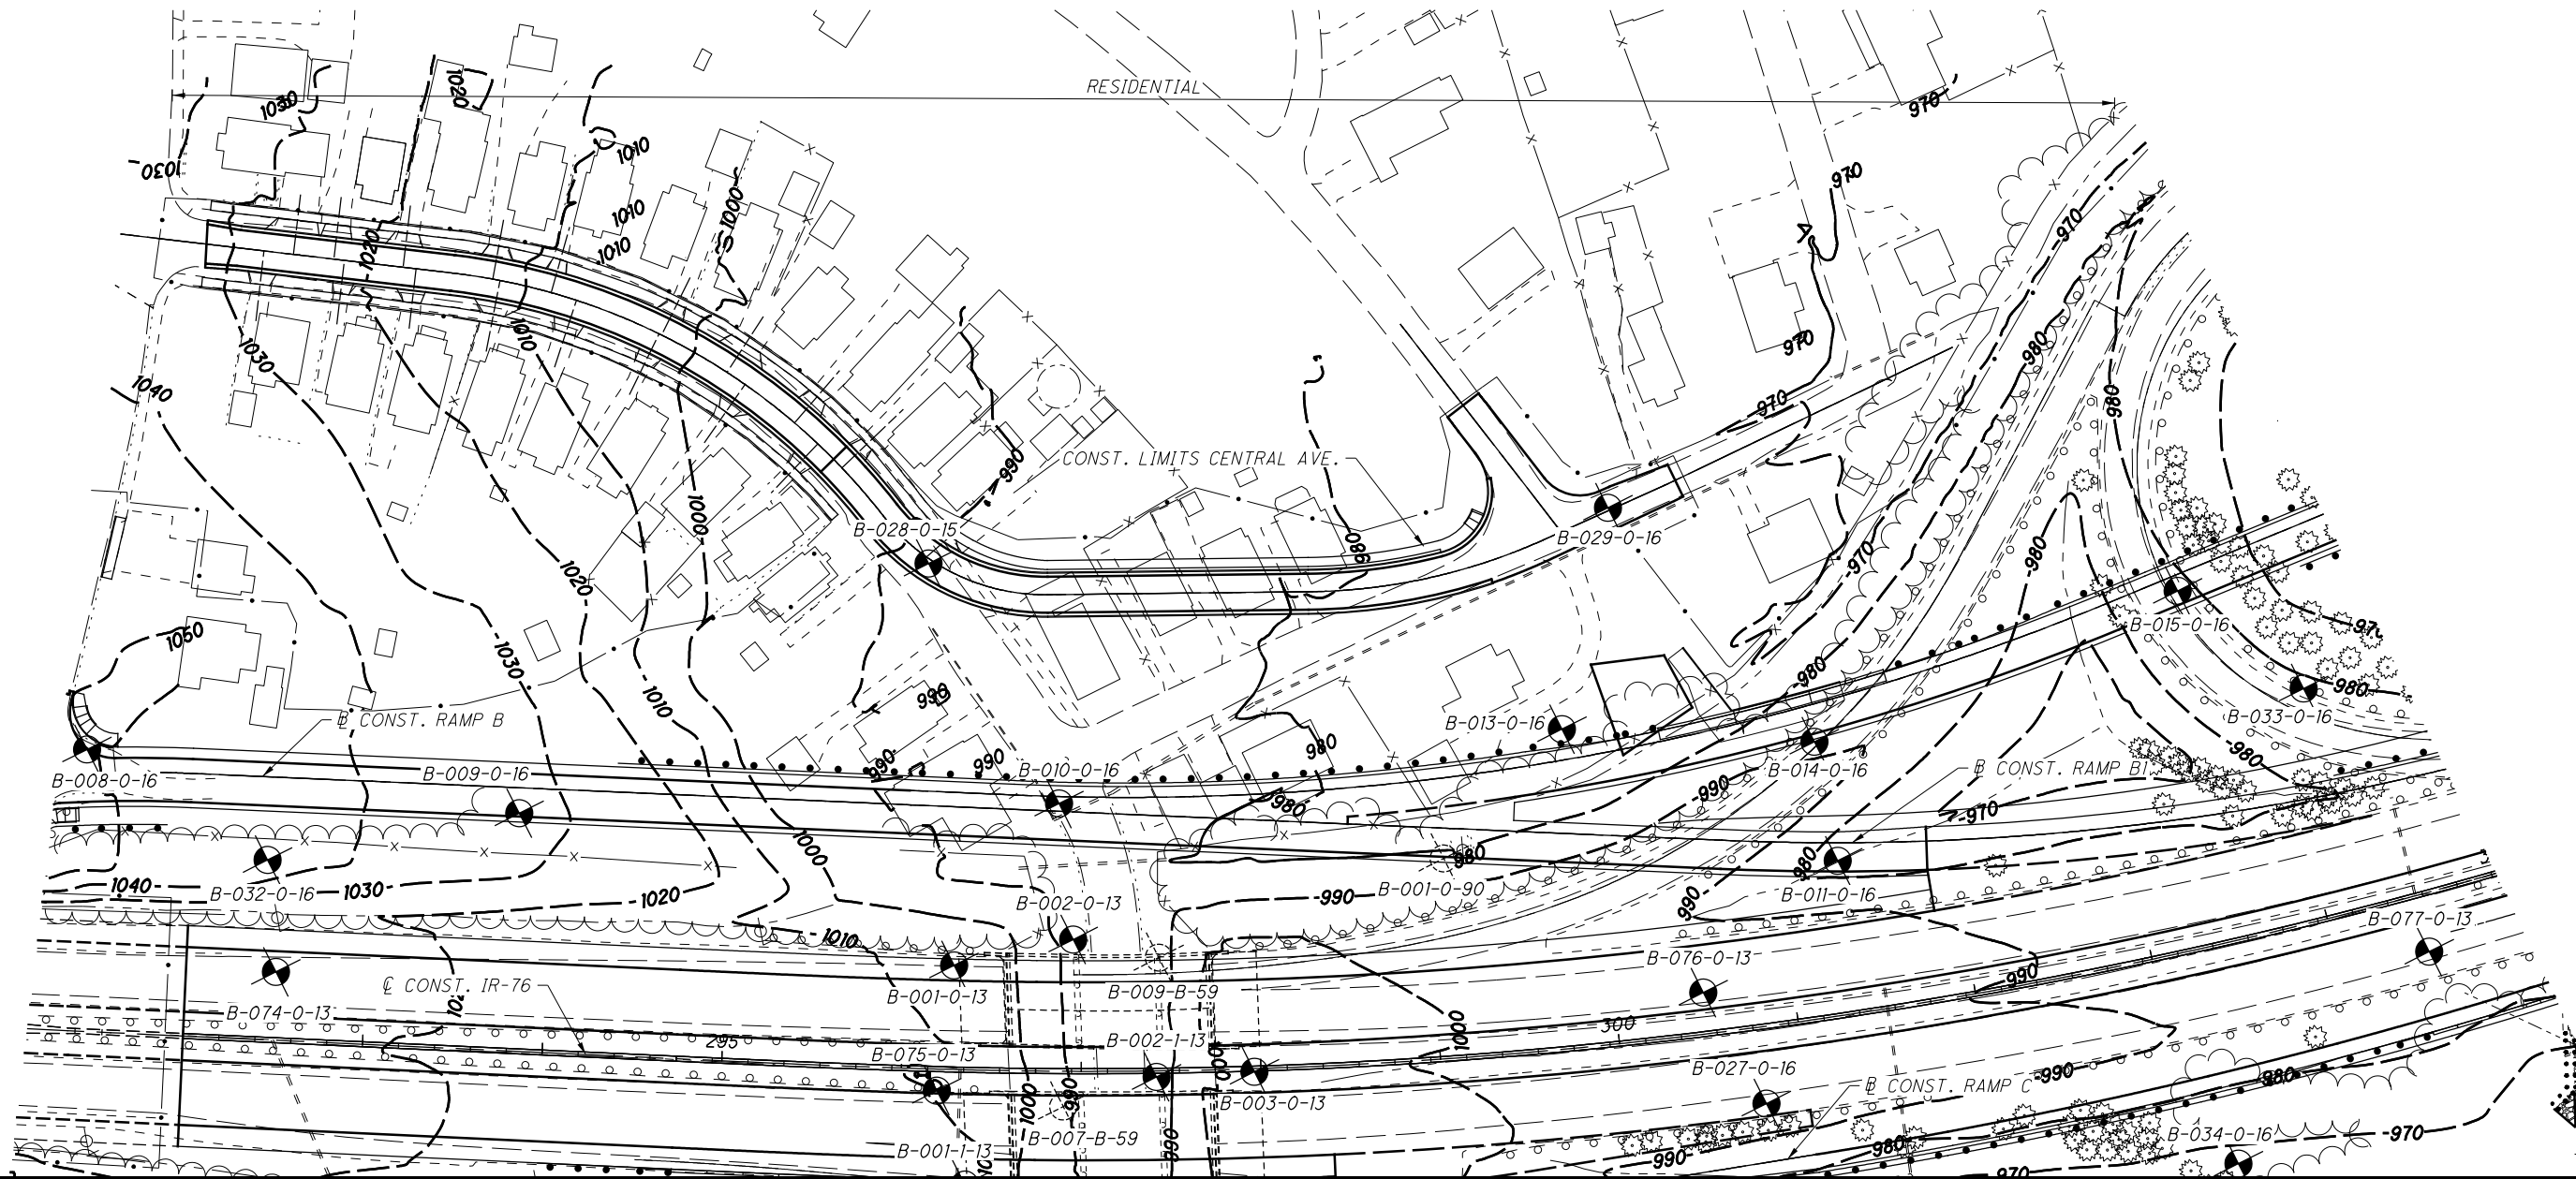 RESIDENTIAL
1030
1020
970
1010
970
1030
1000
1010
970
1020
1010
980
1010
970
1030
1040
970
980
990
CONST. LIMITS CENTRAL AVE.
1000
B-028-0-15
B-029-0-16
980
970
980
1020
B-015-0-16
1050
1030
980
980
B-033-0-16
990
1010
℄ CONST. RAMP B
B-013-0-16
980
980
990
990
B-008-0-16
B-009-0-16
B-010-0-16
B-014-0-16
℄ CONST. RAMP B1
990
980
970
1000
980
980
1040
1030
B-032-0-16
1020
B-002-0-13
990
B-001-0-90
990
B-011-0-16
B-077-0-13
1010
B-076-0-13
℄ CONST. IR-76
B-001-0-13
B-009-B-59
990
B-074-0-13
300
1000
295
B-002-1-13
B-075-0-13
B-027-0-16
1000
990
B-003-0-13
℄ CONST. RAMP C
990
980
B-007-B-59
990
B-001-1-13
980
B-034-0-16
970
990
970